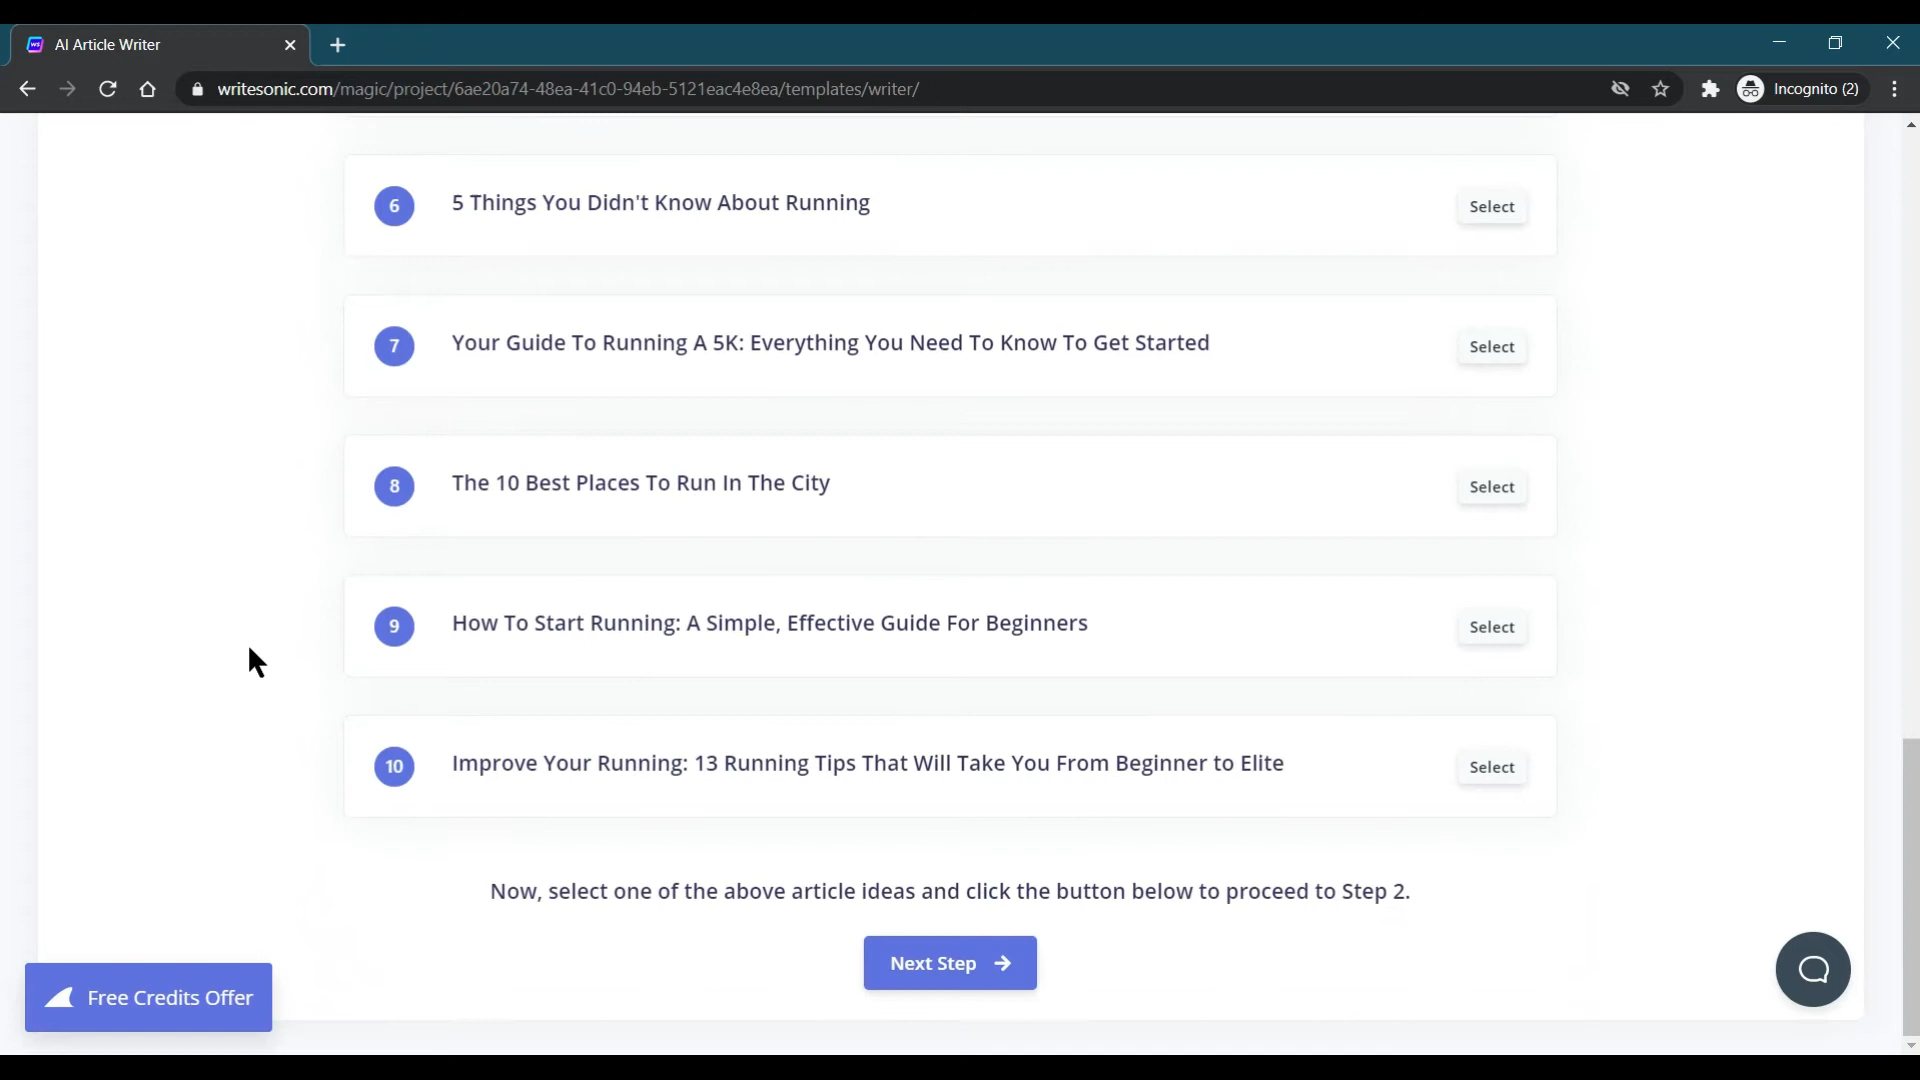 AI Article Writer
writesonic.com/magic/project/6ae20a74-48ea-41c0-94eb-5121eac4e8ea/templates/writer/
Incognito (2)
6 5 Things You Didn't Know About Running Select
7 Your Guide To Running A 5K: Everything You Need To Know To Get Started Select
8 The 10 Best Places To Run In The City Select
9 How To Start Running: A Simple, Effective Guide For Beginners Select
10 Improve Your Running: 13 Running Tips That Will Take You From Beginner to Elite Select
Now, select one of the above article ideas and click the button below to proceed to Step 2.
Next Step
Free Credits Offer